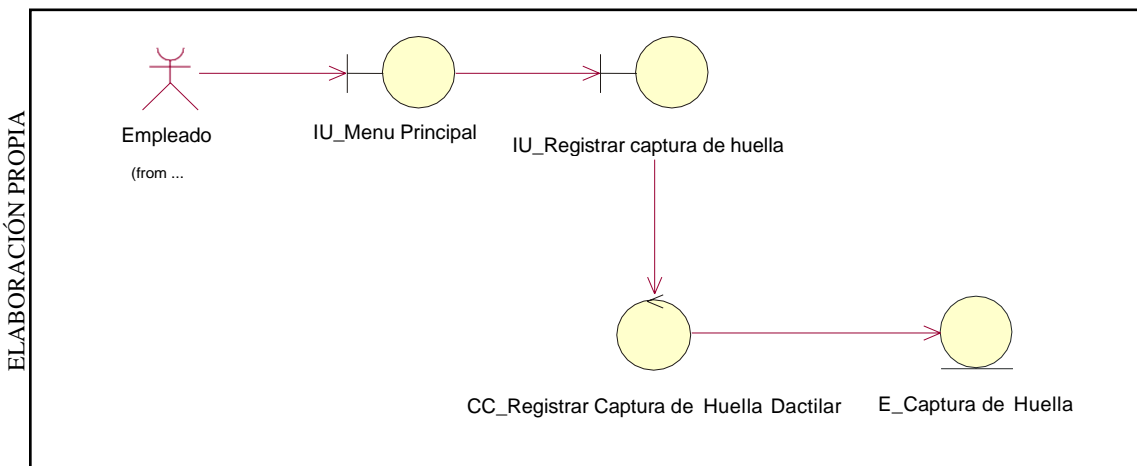 ELABORACIÓN PROPIA
Empleado
(from ...
IU_Menu Principal
IU_Registrar captura de huella
CC_Registrar Captura de Huella Dactilar
E_Captura de Huella